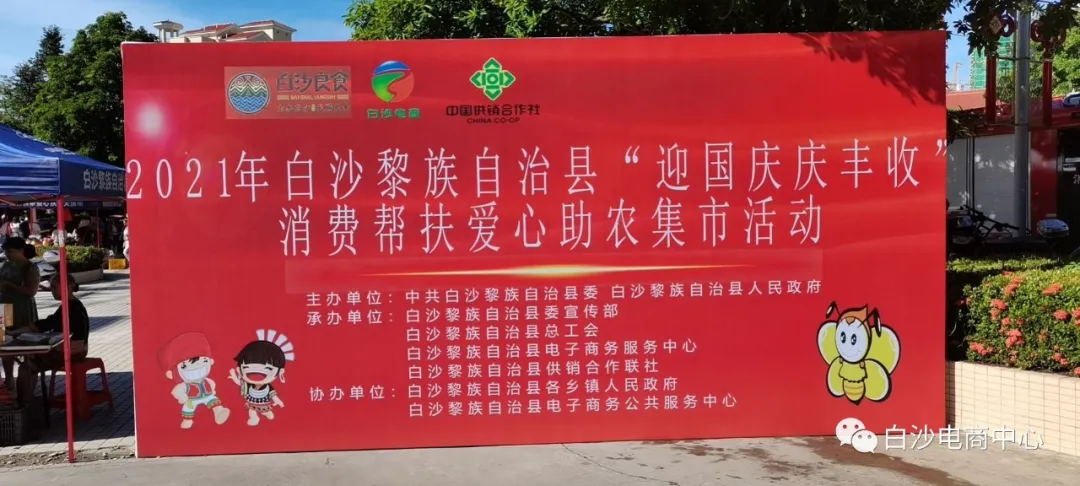 白沙良食
白沙电商
中国供销合作社
CHINA CO-OP
2021年白沙黎族自治县“迎国庆庆丰收”
消费帮扶爱心助农集市活动
主办单位：中共白沙黎族自治县委 白沙黎族自治县人民政府
承办单位：白沙黎族自治县委宣传部
白沙黎族自治县总工会
白沙黎族自治县电子商务服务中心
白沙黎族自治县供销合作联社
协办单位：白沙黎族自治县各乡镇人民政府
白沙黎族自治县电子商务公共服务中心
白沙黎族自治
白沙电商中心